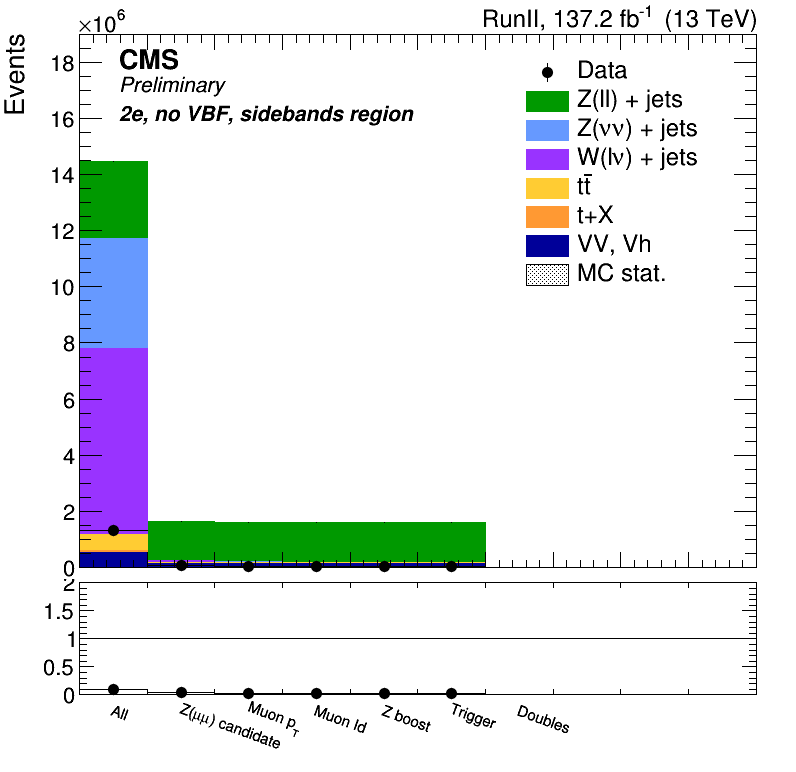 ×10⁶
RunII, 137.2 fb⁻¹ (13 TeV)
Events
CMS
Preliminary
2e, no VBF, sidebands region
Data
Z(ll) + jets
Z(νν) + jets
W(lν) + jets
tt̄
t+X
VV, Vh
MC stat.
18
16
14
12
10
8
6
4
2
0
2
1.5
1
0.5
0
All
Z(μμ) candidate
Muon p_T
Muon Id
Z boost
Trigger
Doubles